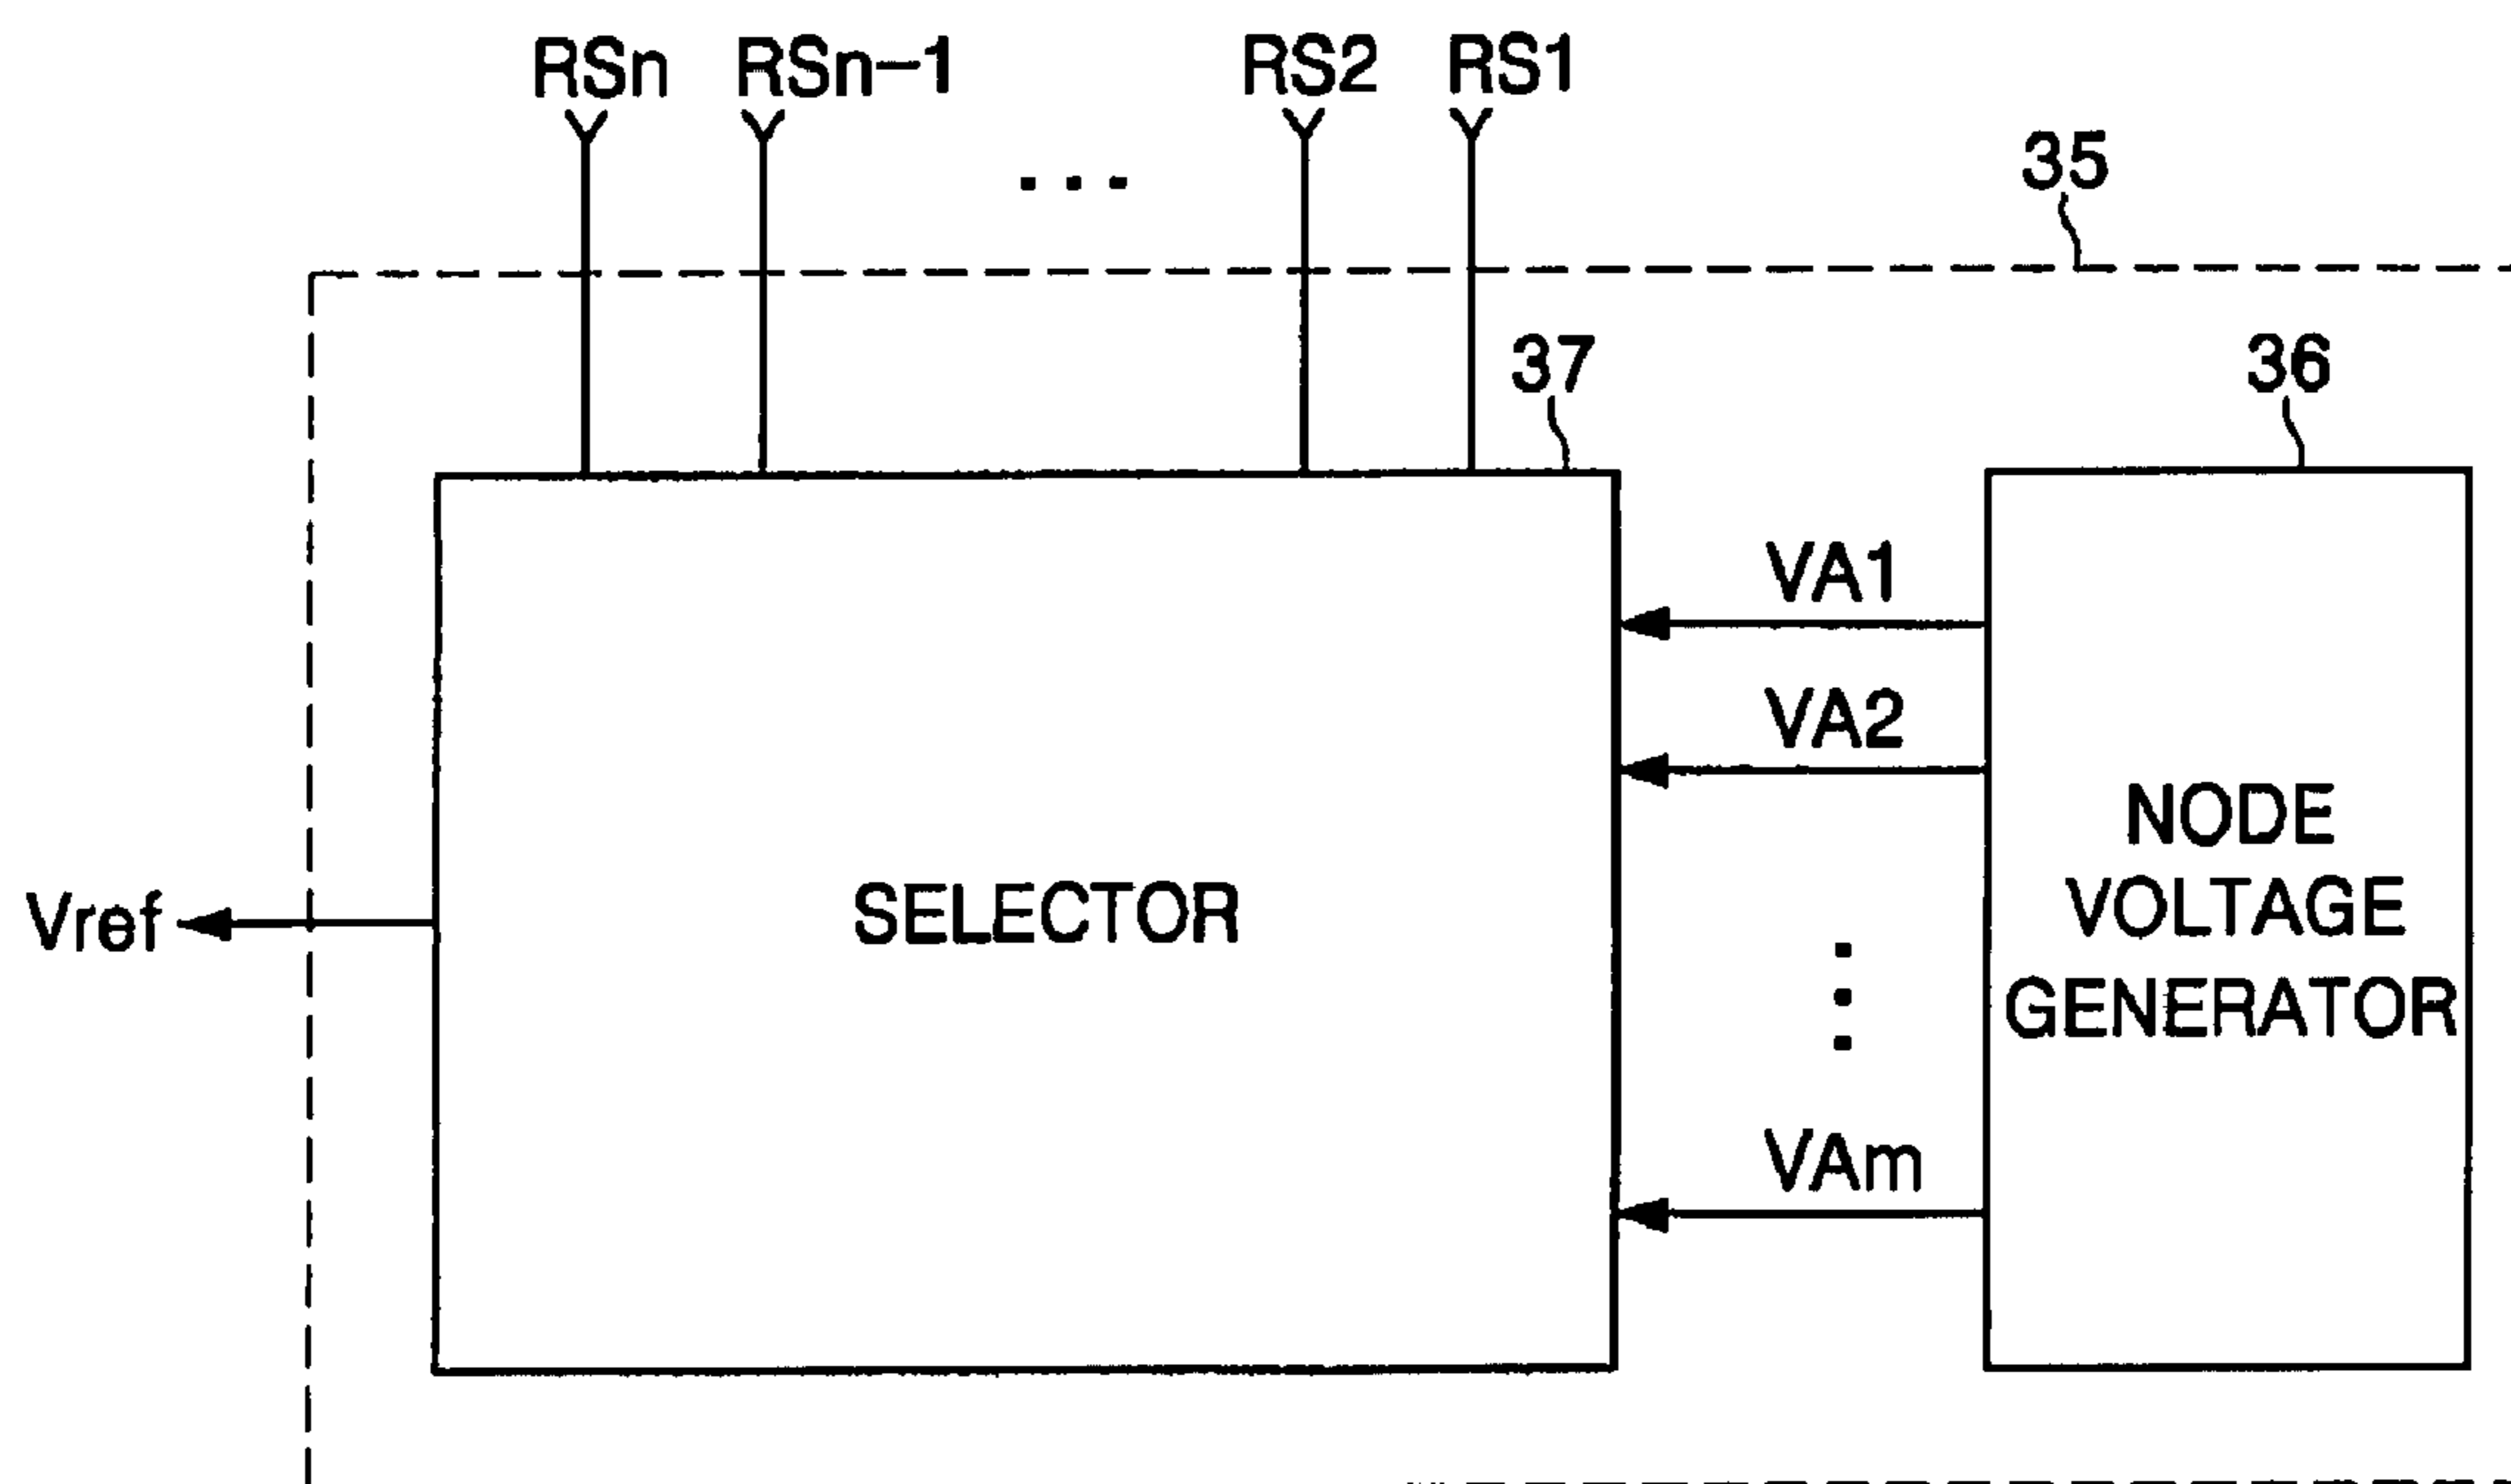 RSn RSn-1 ... RS2 RS1
35
37
36
VA1
VA2
NODE
VOLTAGE
GENERATOR
SELECTOR
Vref
VAm